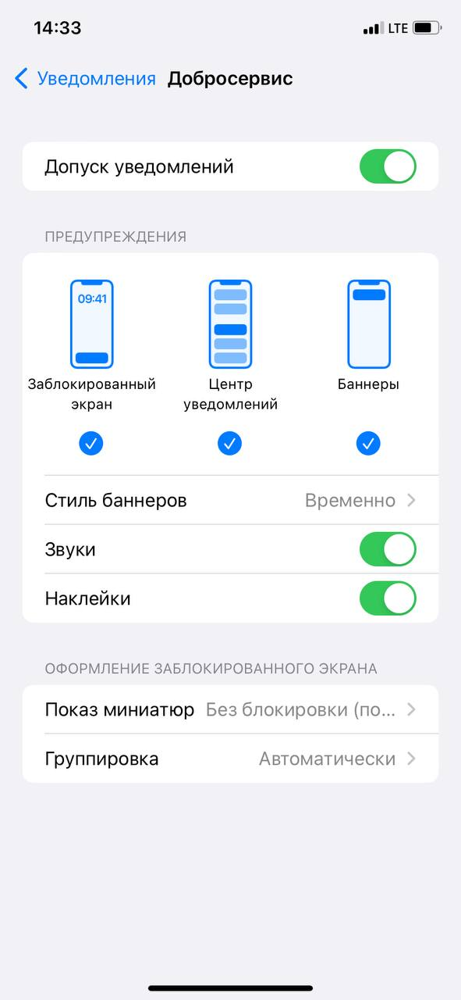 14:33
LTE
Уведомления Добросервис
Допуск уведомлений
ПРЕДУПРЕЖДЕНИЯ
09:41
Заблокированный экран
Центр уведомлений
Баннеры
Стиль баннеров Временно
Звуки
Наклейки
ОФОРМЛЕНИЕ ЗАБЛОКИРОВАННОГО ЭКРАНА
Показ миниатюр Без блокировки (по...
Группировка Автоматически